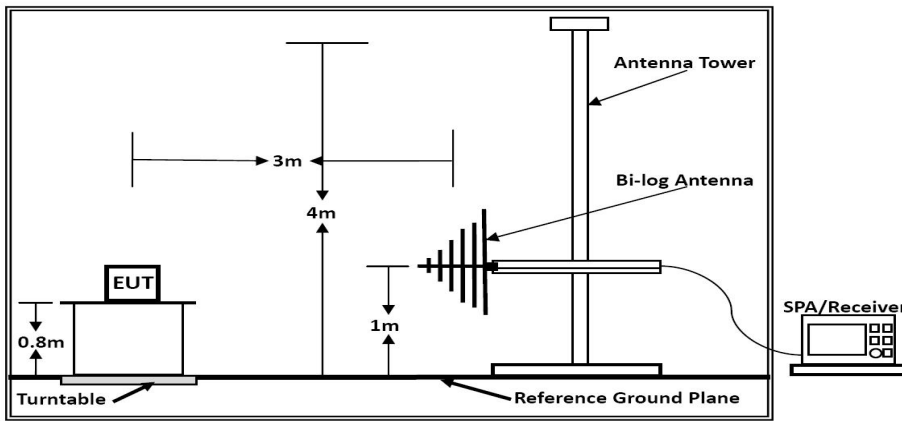 Antenna Tower
3m
Bi-log Antenna
4m
EUT
SPA/Receiver
0.8m
1m
Turntable
Reference Ground Plane